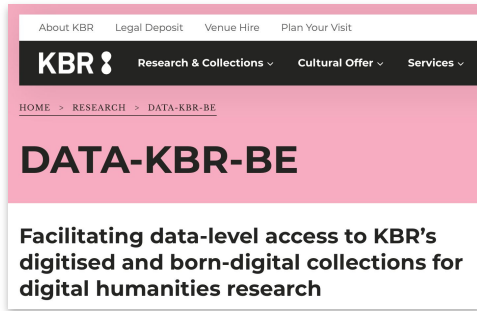 About KBR Legal Deposit Venue Hire Plan Your Visit
KBR Research & Collections Cultural Offer Services
HOME > RESEARCH > DATA-KBR-BE
DATA-KBR-BE
Facilitating data-level access to KBR’s
digitised and born-digital collections for
digital humanities research